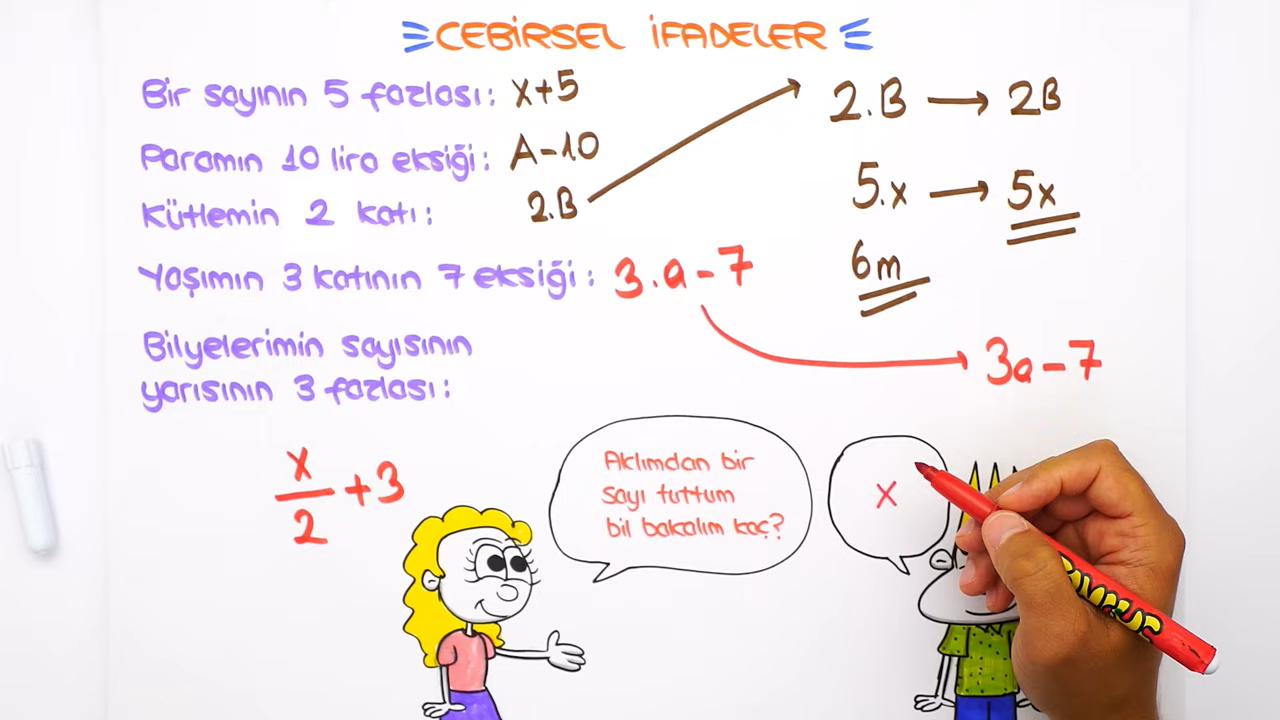 CEBİRSEL İFADELER
Bir sayının 5 fazlası: x+5
Paramın 10 lira eksiği: A-10
Kütlemin 2 katı: 2.B
2.B → 2B
5.x → 5x
6m
Yaşımın 3 katının 7 eksiği: 3.a-7
3a-7
Bilyelerimin sayısının
yarısının 3 fazlası:
x/2 +3
Aklımdan bir
sayı tuttum
bil bakalım kaç?
x